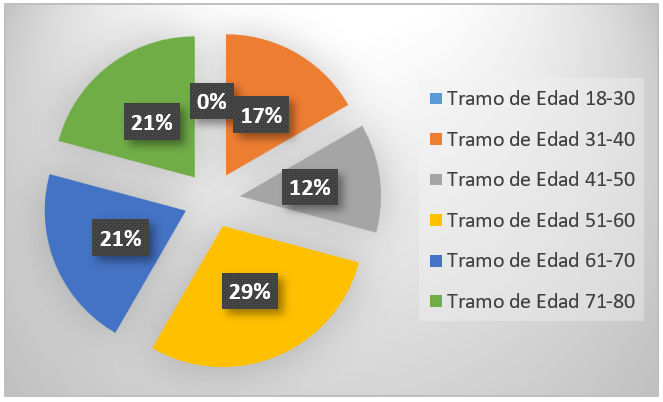 0%
17%
12%
29%
21%
21%
Tramo de Edad 18-30
Tramo de Edad 31-40
Tramo de Edad 41-50
Tramo de Edad 51-60
Tramo de Edad 61-70
Tramo de Edad 71-80